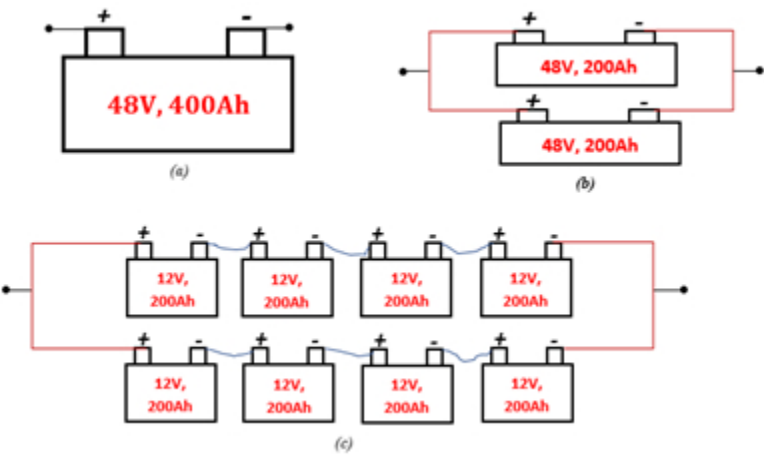 + -
48V, 400Ah
(a)
+ -
48V, 200Ah
+ -
48V, 200Ah
(b)
+ - + - + - + -
12V, 12V, 12V, 12V,
200Ah 200Ah 200Ah 200Ah
+ - + - + - + -
12V, 12V, 12V, 12V,
200Ah 200Ah 200Ah 200Ah
(c)